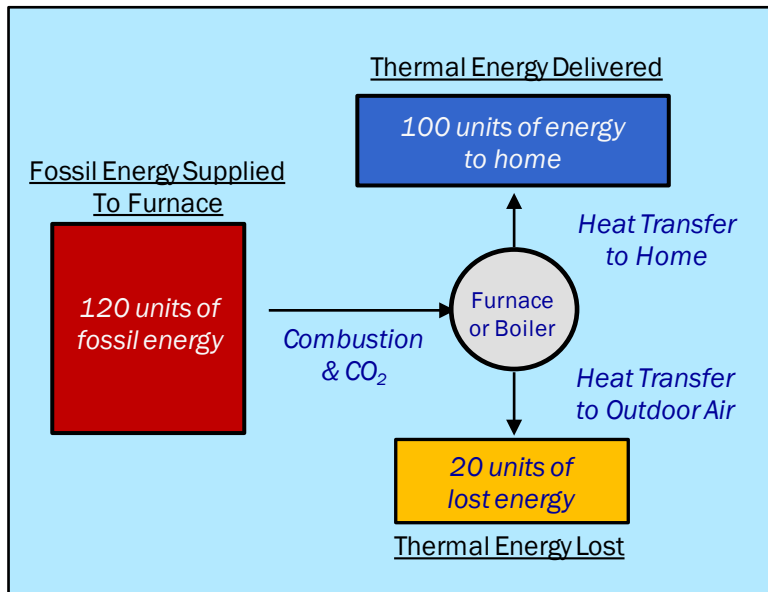 Thermal Energy Delivered
100 units of energy
to home
Fossil Energy Supplied
To Furnace
120 units of
fossil energy
Heat Transfer
to Home
Furnace
or Boiler
Combustion
& CO₂
Heat Transfer
to Outdoor Air
20 units of
lost energy
Thermal Energy Lost